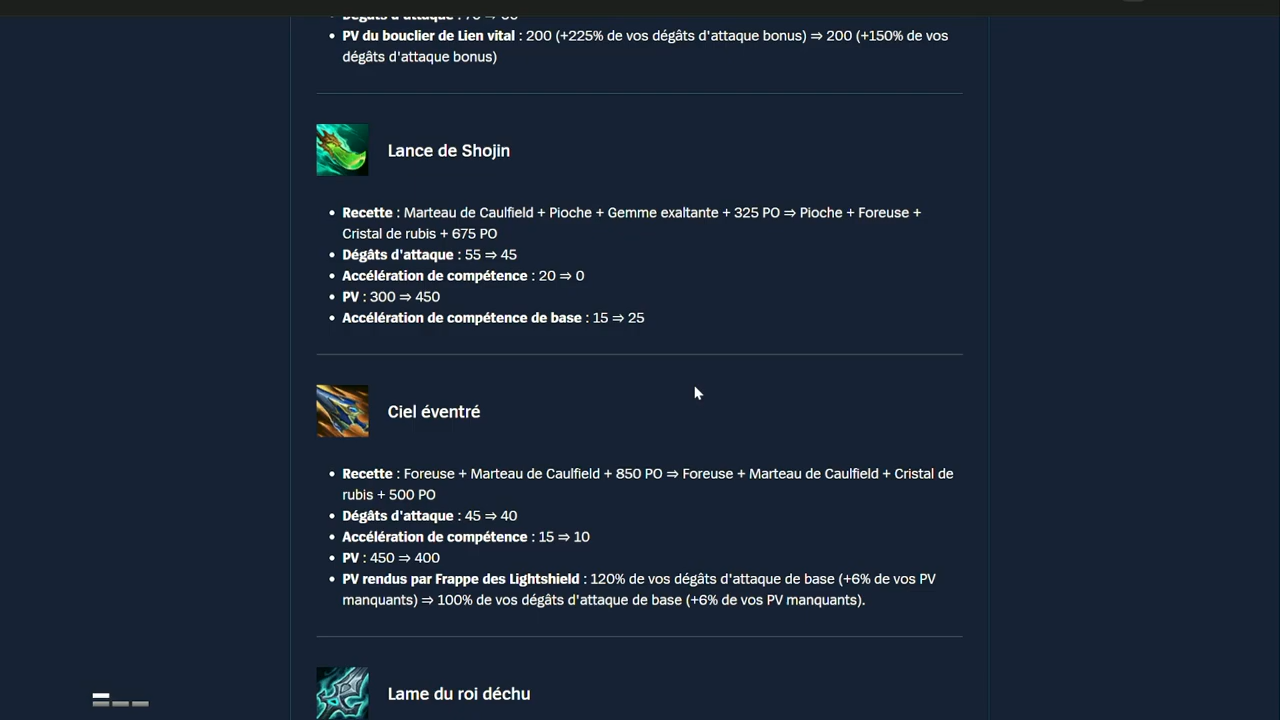 PV du bouclier de Lien vital : 200 (+225% de vos dégâts d'attaque bonus) ⇒ 200 (+150% de vos
dégâts d'attaque bonus)
Lance de Shojin
Recette : Marteau de Caulfield + Pioche + Gemme exaltante + 325 PO ⇒ Pioche + Foreuse +
Cristal de rubis + 675 PO
Dégâts d'attaque : 55 ⇒ 45
Accélération de compétence : 20 ⇒ 0
PV : 300 ⇒ 450
Accélération de compétence de base : 15 ⇒ 25
Ciel éventré
Recette : Foreuse + Marteau de Caulfield + 850 PO ⇒ Foreuse + Marteau de Caulfield + Cristal de
rubis + 500 PO
Dégâts d'attaque : 45 ⇒ 40
Accélération de compétence : 15 ⇒ 10
PV : 450 ⇒ 400
PV rendus par Frappe des Lightshield : 120% de vos dégâts d'attaque de base (+6% de vos PV
manquants) ⇒ 100% de vos dégâts d'attaque de base (+6% de vos PV manquants).
Lame du roi déchu